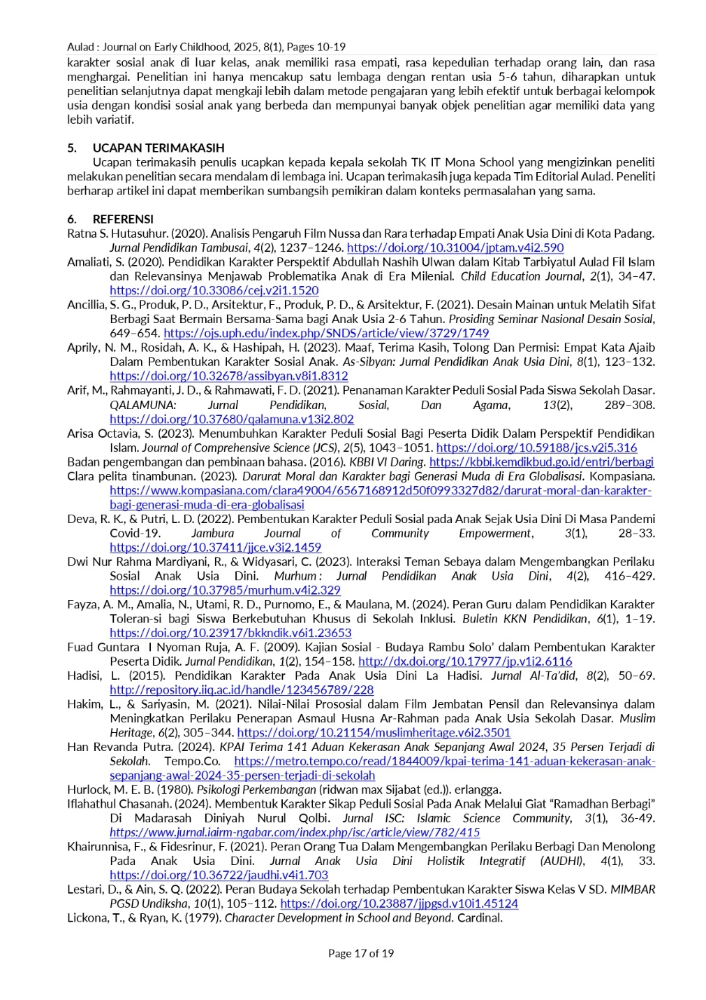 Aulad : Journal on Early Childhood, 2025, 8(1), Pages 10-19
karakter sosial anak di luar kelas, anak memiliki rasa empati, rasa kepedulian terhadap orang lain, dan rasa
menghargai. Penelitian ini hanya mencakup satu lembaga dengan rentan usia 5-6 tahun, diharapkan untuk
penelitian selanjutnya dapat mengkaji lebih dalam metode pengajaran yang lebih efektif untuk berbagai kelompok
usia dengan kondisi sosial anak yang berbeda dan mempunyai banyak objek penelitian agar memiliki data yang
lebih variatif.
5. UCAPAN TERIMAKASIH
Ucapan terimakasih penulis ucapkan kepada kepala sekolah TK IT Mona School yang mengizinkan peneliti
melakukan penelitian secara mendalam di lembaga ini. Ucapan terimakasih juga kepada Tim Editorial Aulad. Peneliti
berharap artikel ini dapat memberikan sumbangsih pemikiran dalam konteks permasalahan yang sama.
6. REFERENSI
Ratna S. Hutasuhur. (2020). Analisis Pengaruh Film Nussa dan Rara terhadap Empati Anak Usia Dini di Kota Padang.
Jurnal Pendidikan Tambusai, 4(2), 1237–1246. https://doi.org/10.31004/jptam.v4i2.590
Amaliati, S. (2020). Pendidikan Karakter Perspektif Abdullah Nashih Ulwan dalam Kitab Tarbiyatul Aulad Fil Islam
dan Relevansinya Menjawab Problematika Anak di Era Milenial. Child Education Journal, 2(1), 34–47.
https://doi.org/10.33086/cej.v2i1.1520
Ancillia, S. G., Produk, P. D., Arsitektur, F., Produk, P. D., & Arsitektur, F. (2021). Desain Mainan untuk Melatih Sifat
Berbagi Saat Bermain Bersama-Sama bagi Anak Usia 2-6 Tahun. Prosiding Seminar Nasional Desain Sosial,
649–654. https://ojs.uph.edu/index.php/SNDS/article/view/3729/1749
Aprily, N. M., Rosidah, A. K., & Hashipah, H. (2023). Maaf, Terima Kasih, Tolong Dan Permisi: Empat Kata Ajaib
Dalam Pembentukan Karakter Sosial Anak. As-Sibyan: Jurnal Pendidikan Anak Usia Dini, 8(1), 123–132.
https://doi.org/10.32678/assibyan.v8i1.8312
Arif, M., Rahmayanti, J. D., & Rahmawati, F. D. (2021). Penanaman Karakter Peduli Sosial Pada Siswa Sekolah Dasar.
QALAMUNA: Jurnal Pendidikan, Sosial, Dan Agama, 13(2), 289–308.
https://doi.org/10.37680/qalamuna.v13i2.802
Arisa Octavia, S. (2023). Menumbuhkan Karakter Peduli Sosial Bagi Peserta Didik Dalam Perspektif Pendidikan
Islam. Journal of Comprehensive Science (JCS), 2(5), 1043–1051. https://doi.org/10.59188/jcs.v2i5.316
Badan pengembangan dan pembinaan bahasa. (2016). KBBI VI Daring. https://kbbi.kemdikbud.go.id/entri/berbagi
Clara pelita tinambunan. (2023). Darurat Moral dan Karakter bagi Generasi Muda di Era Globalisasi. Kompasiana.
https://www.kompasiana.com/clara49004/6567168912d50f0993327d82/darurat-moral-dan-karakter-
bagi-generasi-muda-di-era-globalisasi
Deva, R. K., & Putri, L. D. (2022). Pembentukan Karakter Peduli Sosial pada Anak Sejak Usia Dini Di Masa Pandemi
Covid-19. Jambura Journal of Community Empowerment, 3(1), 28–33.
https://doi.org/10.37411/jjce.v3i2.1459
Dwi Nur Rahma Mardiyani, R., & Widyasari, C. (2023). Interaksi Teman Sebaya dalam Mengembangkan Perilaku
Sosial Anak Usia Dini. Murhum : Jurnal Pendidikan Anak Usia Dini, 4(2), 416–429.
https://doi.org/10.37985/murhum.v4i2.329
Fayza, A. M., Amalia, N., Utami, R. D., Purnomo, E., & Maulana, M. (2024). Peran Guru dalam Pendidikan Karakter
Toleran-si bagi Siswa Berkebutuhan Khusus di Sekolah Inklusi. Buletin KKN Pendidikan, 6(1), 1–19.
https://doi.org/10.23917/bkkndik.v6i1.23653
Fuad Guntara I Nyoman Ruja, A. F. (2009). Kajian Sosial - Budaya Rambu Solo’ dalam Pembentukan Karakter
Peserta Didik. Jurnal Pendidikan, 1(2), 154–158. http://dx.doi.org/10.17977/jp.v1i2.6116
Hadisi, L. (2015). Pendidikan Karakter Pada Anak Usia Dini La Hadisi. Jurnal Al-Ta’did, 8(2), 50–69.
http://repository.iiq.ac.id/handle/123456789/228
Hakim, L., & Sariyasin, M. (2021). Nilai-Nilai Prososial dalam Film Jembatan Pensil dan Relevansinya dalam
Meningkatkan Perilaku Penerapan Asmaul Husna Ar-Rahman pada Anak Usia Sekolah Dasar. Muslim
Heritage, 6(2), 305–344. https://doi.org/10.21154/muslimheritage.v6i2.3501
Han Revanda Putra. (2024). KPAI Terima 141 Aduan Kekerasan Anak Sepanjang Awal 2024, 35 Persen Terjadi di
Sekolah. Tempo.Co. https://metro.tempo.co/read/1844009/kpai-terima-141-aduan-kekerasan-anak-
sepanjang-awal-2024-35-persen-terjadi-di-sekolah
Hurlock, M. E. B. (1980). Psikologi Perkembangan (ridwan max Sijabat (ed.)). erlangga.
Iflahathul Chasanah. (2024). Membentuk Karakter Sikap Peduli Sosial Pada Anak Melalui Giat “Ramadhan Berbagi”
Di Madarasah Diniyah Nurul Qolbi. Jurnal ISC: Islamic Science Community, 3(1), 36-49.
https://www.jurnal.iairm-ngabar.com/index.php/isc/article/view/782/415
Khairunnisa, F., & Fidesrinur, F. (2021). Peran Orang Tua Dalam Mengembangkan Perilaku Berbagi Dan Menolong
Pada Anak Usia Dini. Jurnal Anak Usia Dini Holistik Integratif (AUDHI), 4(1), 33.
https://doi.org/10.36722/jaudhi.v4i1.703
Lestari, D., & Ain, S. Q. (2022). Peran Budaya Sekolah terhadap Pembentukan Karakter Siswa Kelas V SD. MIMBAR
PGSD Undiksha, 10(1), 105–112. https://doi.org/10.23887/jjpgsd.v10i1.45124
Lickona, T., & Ryan, K. (1979). Character Development in School and Beyond. Cardinal.
Page 17 of 19